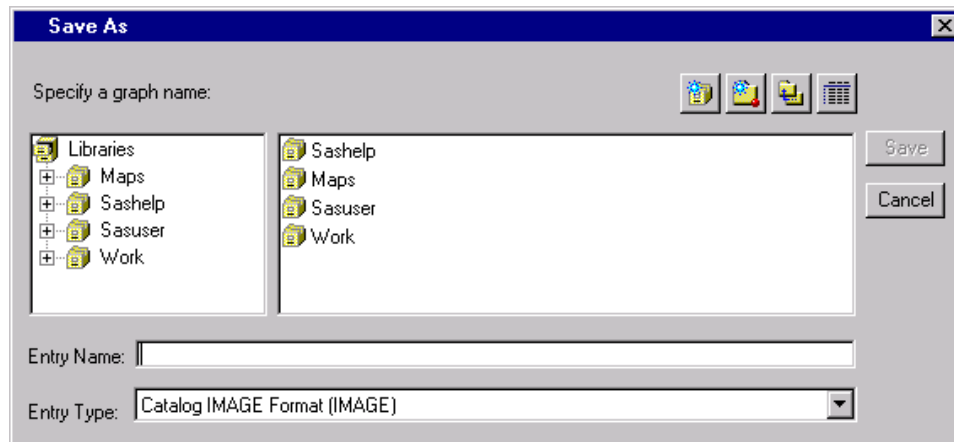 Save As
Specify a graph name:
Libraries
Maps
Sashelp
Sasuser
Work
Sashelp
Maps
Sasuser
Work
Save
Cancel
Entry Name:
Entry Type: Catalog IMAGE Format (IMAGE)